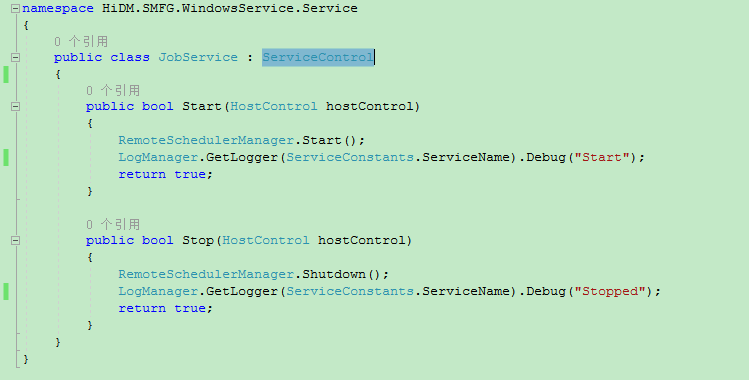 namespace HiDM.SMFG.WindowsService.Service
{
0 个引用
public class JobService : ServiceControl
{
0 个引用
public bool Start(HostControl hostControl)
{
RemoteSchedulerManager.Start();
LogManager.GetLogger(ServiceConstants.ServiceName).Debug("Start");
return true;
}
0 个引用
public bool Stop(HostControl hostControl)
{
RemoteSchedulerManager.Shutdown();
LogManager.GetLogger(ServiceConstants.ServiceName).Debug("Stopped");
return true;
}
}
}